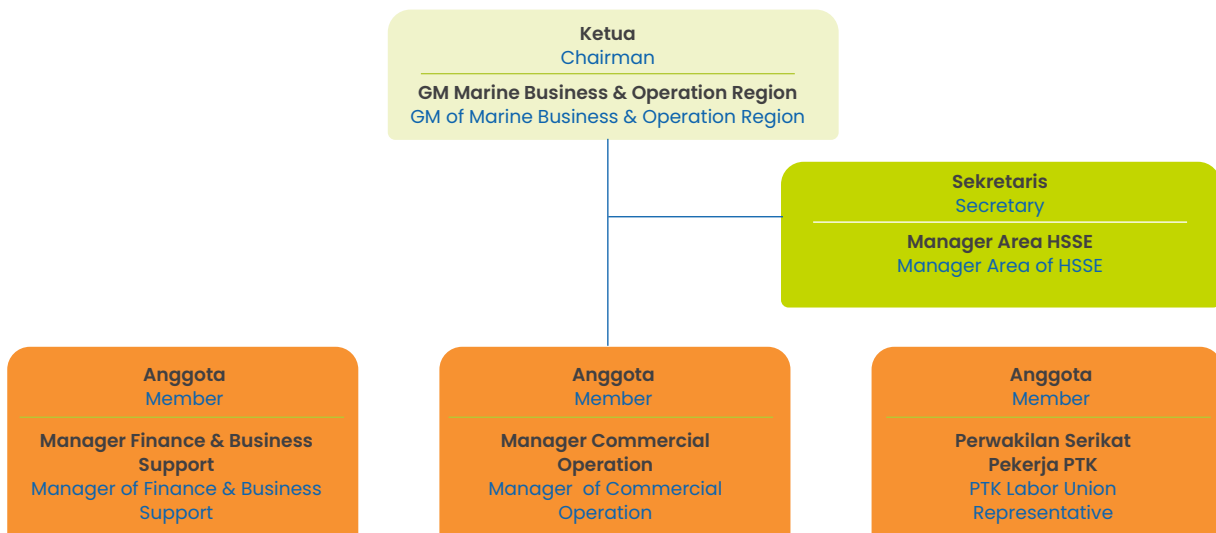 Ketua
Chairman
GM Marine Business & Operation Region
GM of Marine Business & Operation Region
Sekretaris
Secretary
Manager Area HSSE
Manager Area of HSSE
Anggota
Member
Manager Finance & Business
Support
Manager of Finance & Business
Support
Anggota
Member
Manager Commercial
Operation
Manager of Commercial
Operation
Anggota
Member
Perwakilan Serikat
Pekerja PTK
PTK Labor Union
Representative